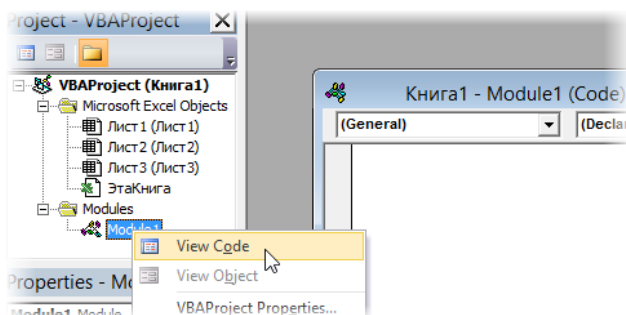 Project - VBAProject
VBAProject (Книга1)
Microsoft Excel Objects
Лист1 (Лист1)
Лист2 (Лист2)
Лист3 (Лист3)
ЭтаКнига
Modules
Module1
View Code
View Object
VBAProject Properties...
Properties - Mo
Module1 Module
Книга1 - Module1 (Code)
(General)
(Declar